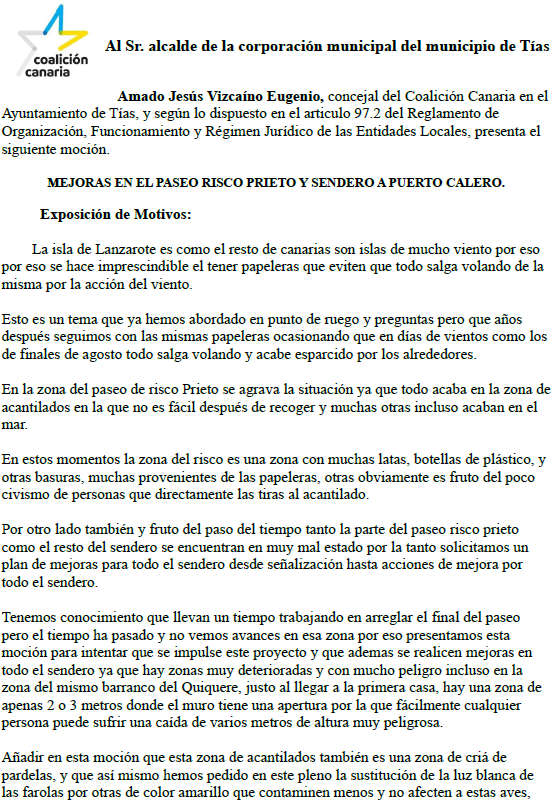 coalición
canaria
Al Sr. alcalde de la corporación municipal del municipio de Tías
Amado Jesús Vizcaíno Eugenio, concejal del Coalición Canaria en el
Ayuntamiento de Tías, y según lo dispuesto en el articulo 97.2 del Reglamento de
Organización, Funcionamiento y Régimen Jurídico de las Entidades Locales, presenta el
siguiente moción.
MEJORAS EN EL PASEO RISCO PRIETO Y SENDERO A PUERTO CALERO.
Exposición de Motivos:
La isla de Lanzarote es como el resto de canarias son islas de mucho viento por eso
por eso se hace imprescindible el tener papeleras que eviten que todo salga volando de la
misma por la acción del viento.
Esto es un tema que ya hemos abordado en punto de ruego y preguntas pero que años
después seguimos con las mismas papeleras ocasionando que en días de vientos como los
de finales de agosto todo salga volando y acabe esparcido por los alrededores.
En la zona del paseo de risco Prieto se agrava la situación ya que todo acaba en la zona de
acantilados en la que no es fácil después de recoger y muchas otras incluso acaban en el
mar.
En estos momentos la zona del risco es una zona con muchas latas, botellas de plástico, y
otras basuras, muchas provenientes de las papeleras, otras obviamente es fruto del poco
civismo de personas que directamente las tiras al acantilado.
Por otro lado también y fruto del paso del tiempo tanto la parte del paseo risco prieto
como el resto del sendero se encuentran en muy mal estado por la tanto solicitamos un
plan de mejoras para todo el sendero desde señalización hasta acciones de mejora por
todo el sendero.
Tenemos conocimiento que llevan un tiempo trabajando en arreglar el final del paseo
pero el tiempo ha pasado y no vemos avances en esa zona por eso presentamos esta
moción para intentar que se impulse este proyecto y que ademas se realicen mejoras en
todo el sendero ya que hay zonas muy deterioradas y con mucho peligro incluso en la
zona del mismo barranco del Quiquere, justo al llegar a la primera casa, hay una zona de
apenas 2 o 3 metros donde el muro tiene una apertura por la que fácilmente cualquier
persona puede sufrir una caída de varios metros de altura muy peligrosa.
Añadir en esta moción que esta zona de acantilados también es una zona de criá de
pardelas, y que así mismo hemos pedido en este pleno la sustitución de la luz blanca de
las farolas por otras de color amarillo que contaminen menos y no afecten a estas aves,